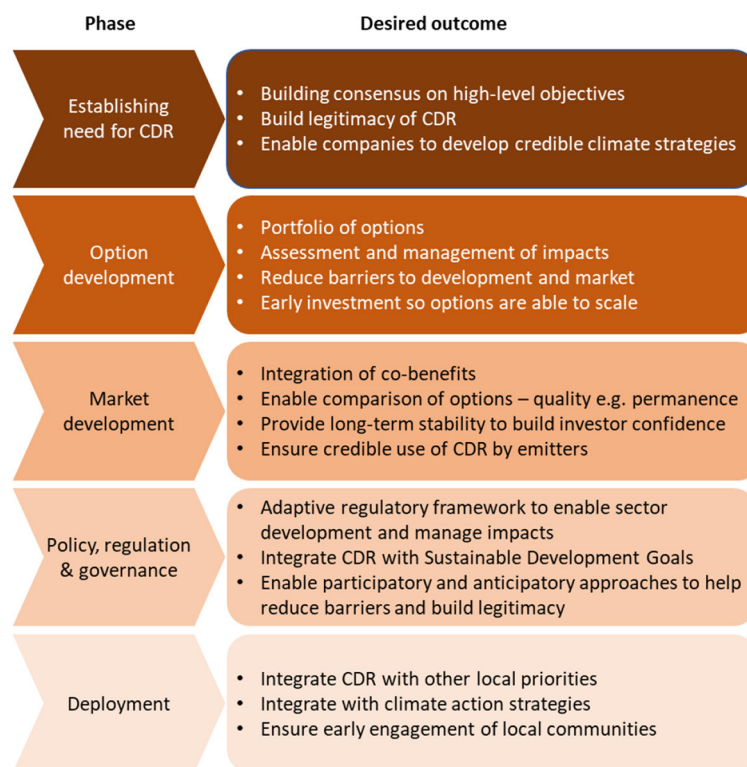 Phase
Desired outcome
Establishing
need for CDR
• Building consensus on high-level objectives
• Build legitimacy of CDR
• Enable companies to develop credible climate strategies
Option
development
• Portfolio of options
• Assessment and management of impacts
• Reduce barriers to development and market
• Early investment so options are able to scale
Market
development
• Integration of co-benefits
• Enable comparison of options – quality e.g. permanence
• Provide long-term stability to build investor confidence
• Ensure credible use of CDR by emitters
Policy, regulation
& governance
• Adaptive regulatory framework to enable sector
development and manage impacts
• Integrate CDR with Sustainable Development Goals
• Enable participatory and anticipatory approaches to help
reduce barriers and build legitimacy
Deployment
• Integrate CDR with other local priorities
• Integrate with climate action strategies
• Ensure early engagement of local communities